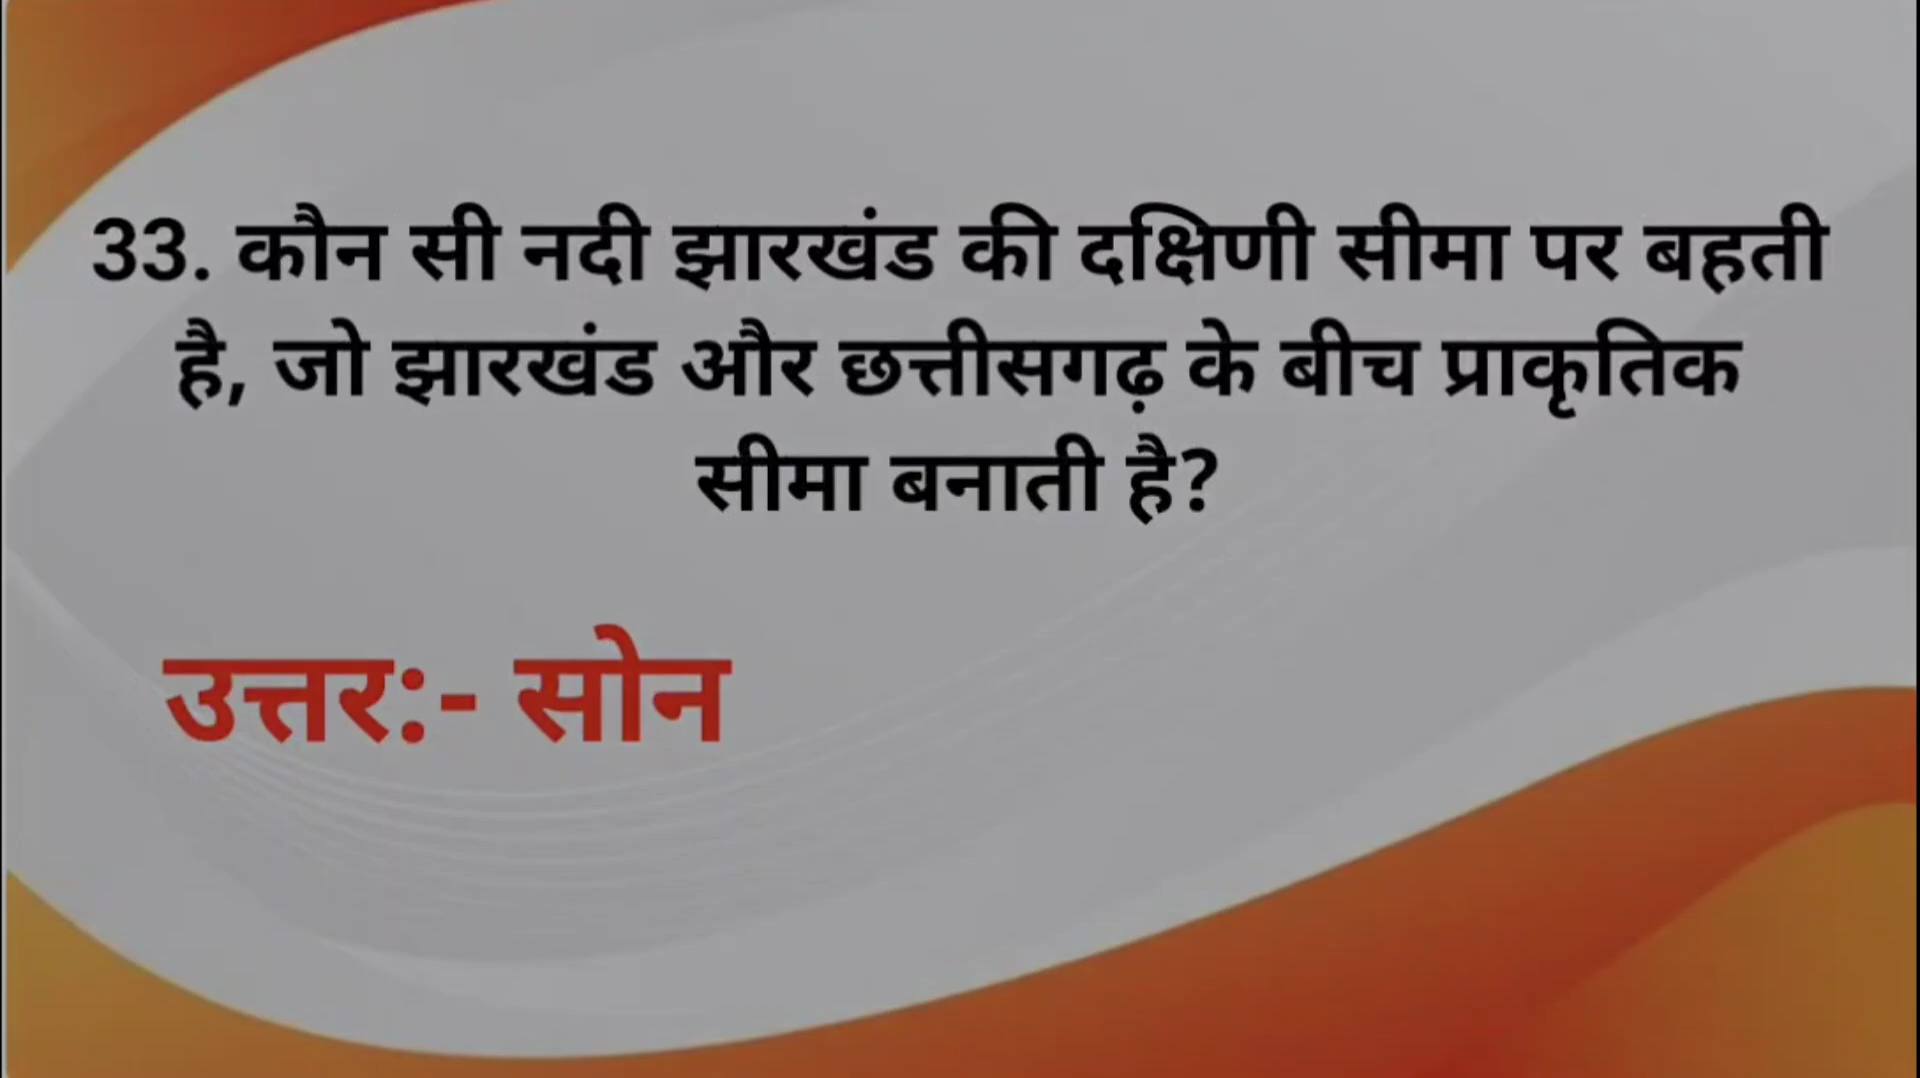 33. कौन सी नदी झारखंड की दक्षिणी सीमा पर बहती
है, जो झारखंड और छत्तीसगढ़ के बीच प्राकृतिक
सीमा बनाती है?
उत्तर:- सोन